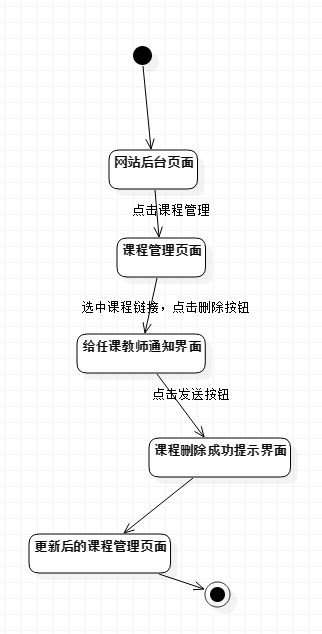 网站后台页面
点击课程管理
课程管理页面
选中课程链接，点击删除按钮
给任课教师通知界面
点击发送按钮
课程删除成功提示界面
更新后的课程管理页面